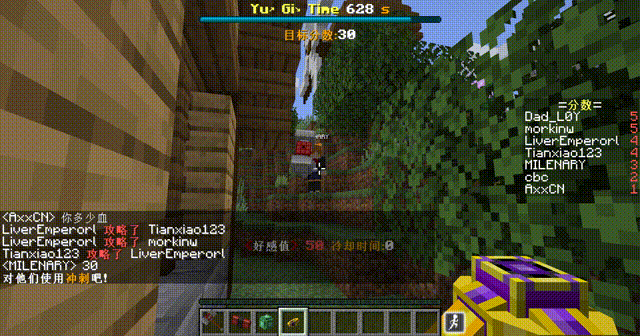 Yu Gi Time 628 s
目标分数:30
=分数=
Dad_L0Y 5
morkinw 5
LiverEmperorl 4
Tianxiao123 4
MILENARY 3
cbc 2
AxxCN 1
<AxxCN> 你多少血
LiverEmperorl 攻略了 Tianxiao123
LiverEmperorl 攻略了 morkinw
Tianxiao123 攻略了 LiverEmperorl
<MILENARY> 30
对他们使用冲刺吧!
好感值 50 冷却时间:0